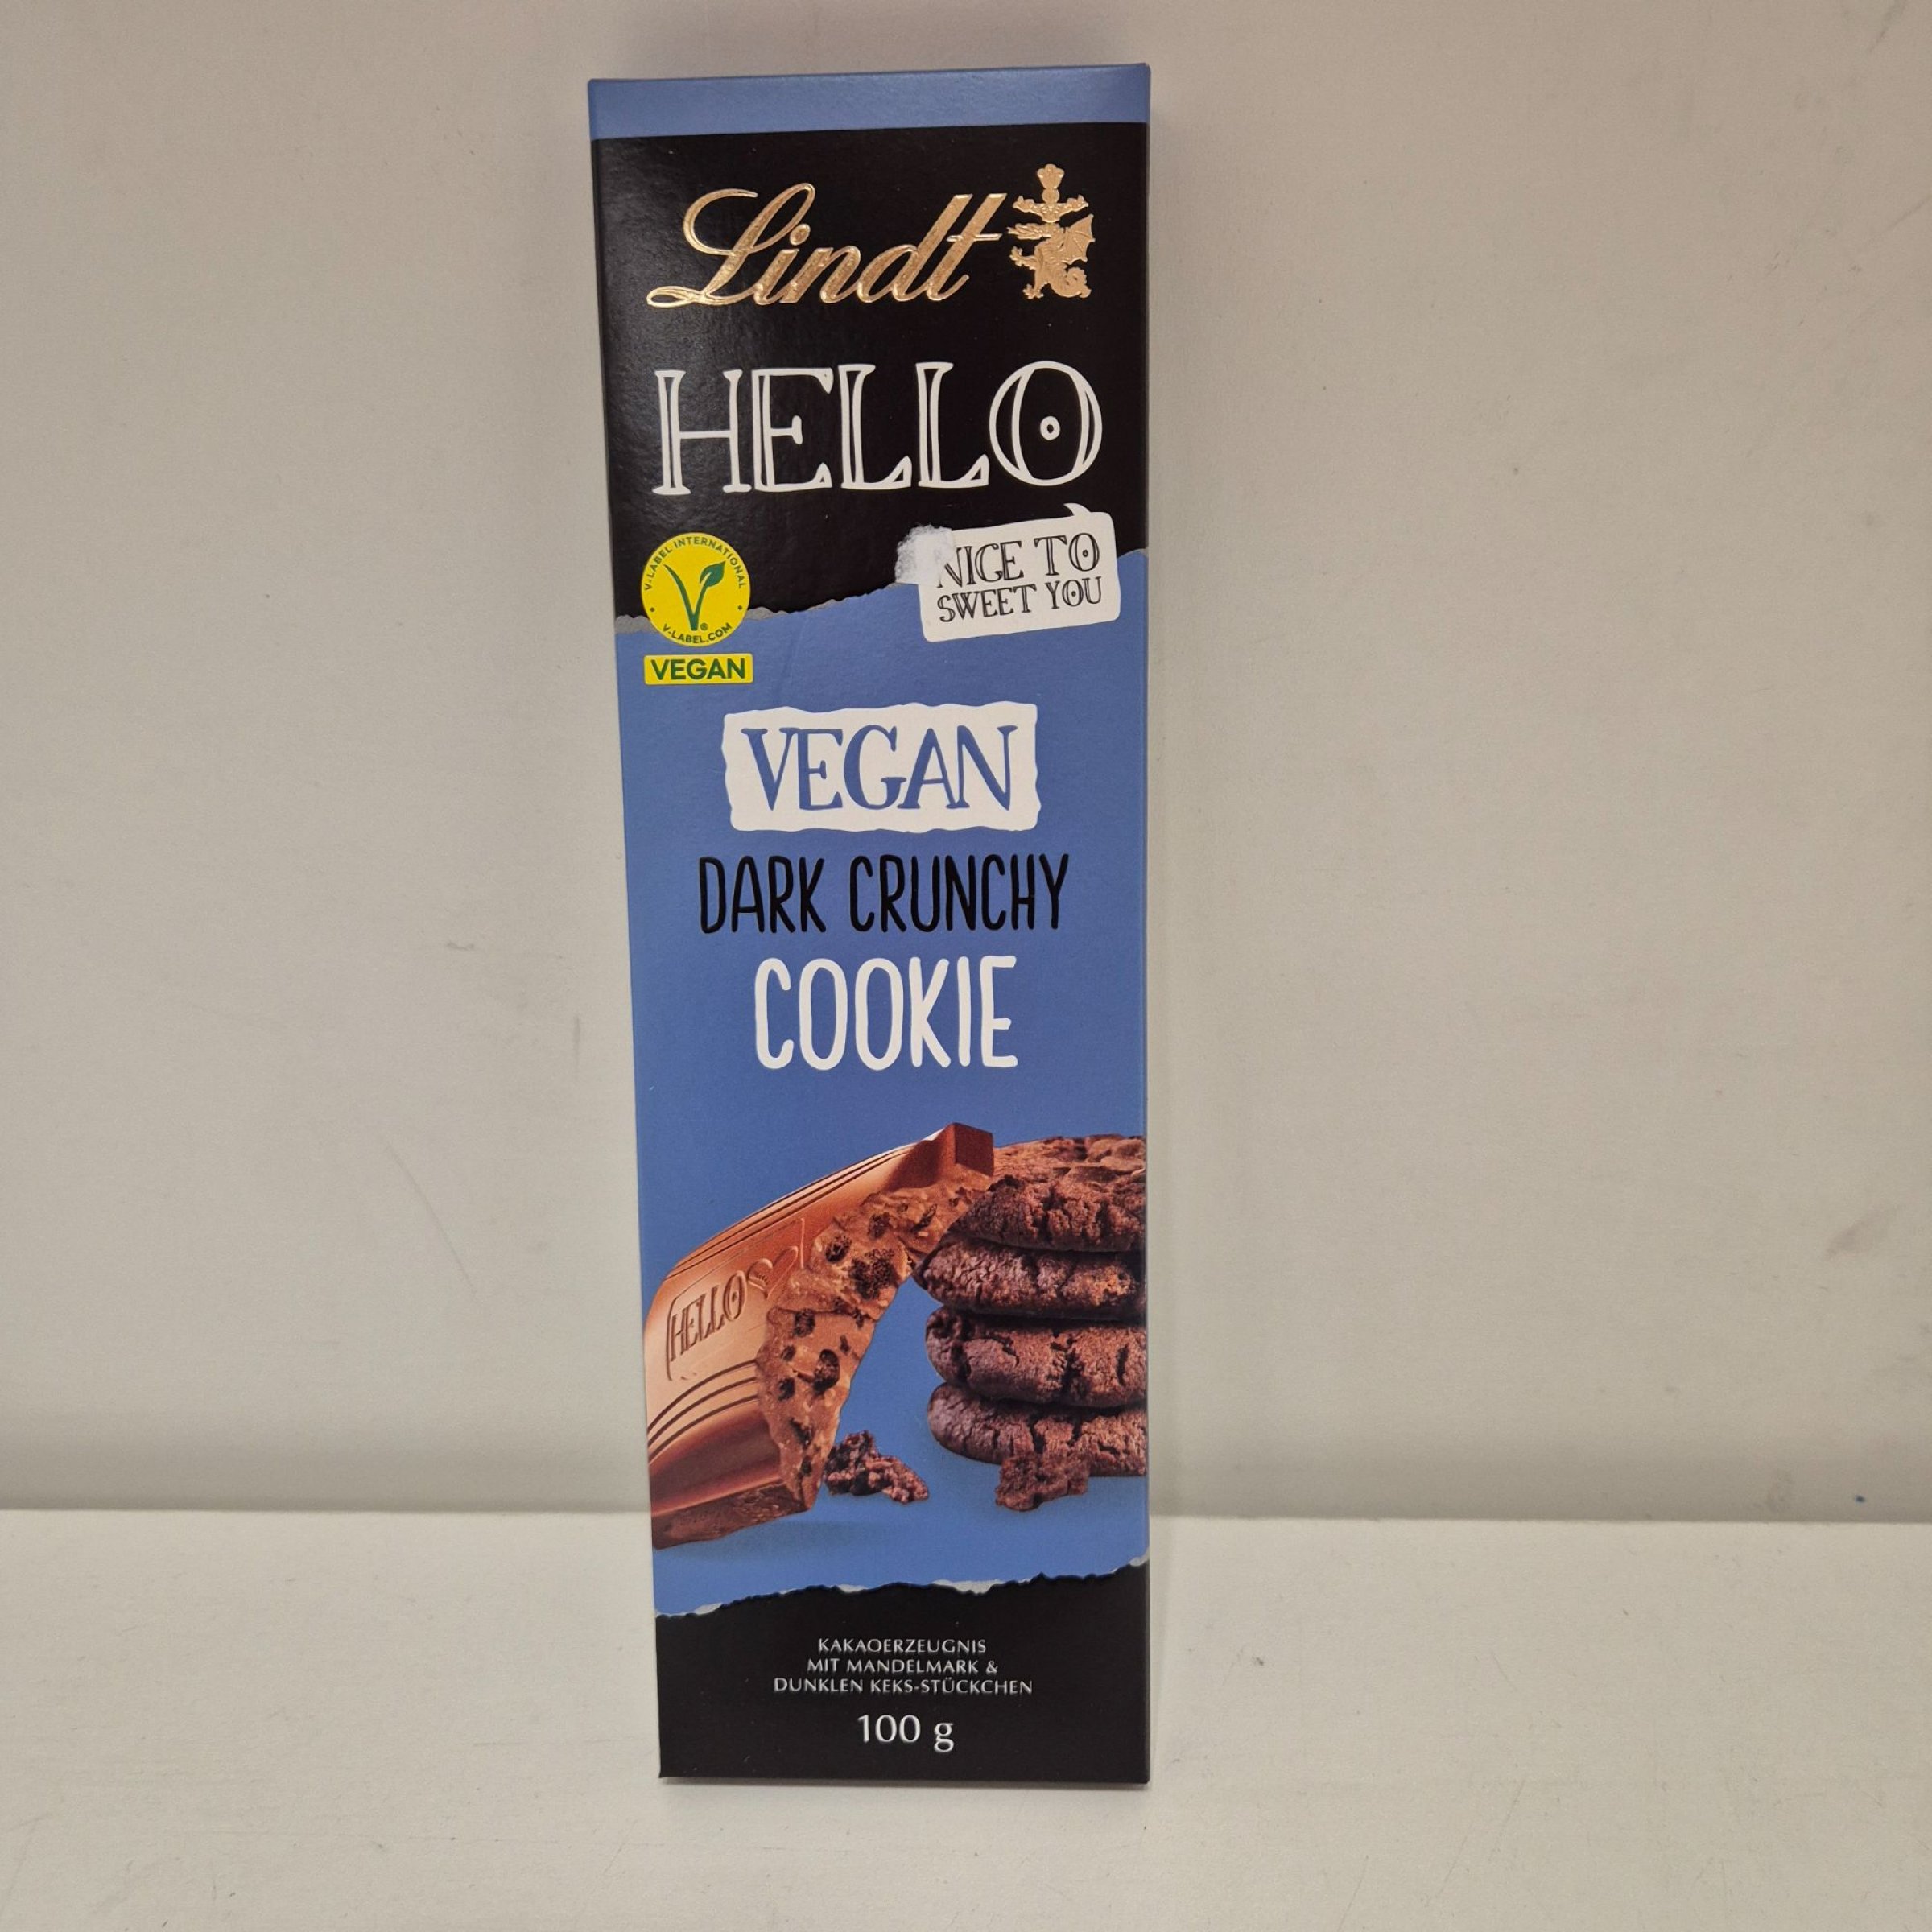 Lindt
HELLO
NICE TO
SWEET YOU
V-LABEL INTERNATIONAL
V-LABEL.COM
VEGAN
VEGAN
DARK CRUNCHY
COOKIE
HELLO
KAKAOERZEUGNIS
MIT MANDELMARK &
DUNKLEN KEKS-STÜCKCHEN
100 g